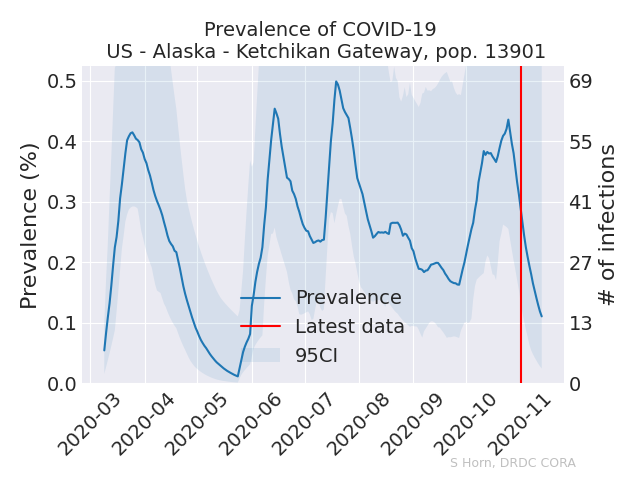 Prevalence of COVID-19
US - Alaska - Ketchikan Gateway, pop. 13901
Prevalence (%)
0.5
0.4
0.3
0.2
0.1
0.0
69
55
41
27
13
0
# of infections
Prevalence
Latest data
95CI
2020-03
2020-04
2020-05
2020-06
2020-07
2020-08
2020-09
2020-10
2020-11
S Horn, DRDC CORA